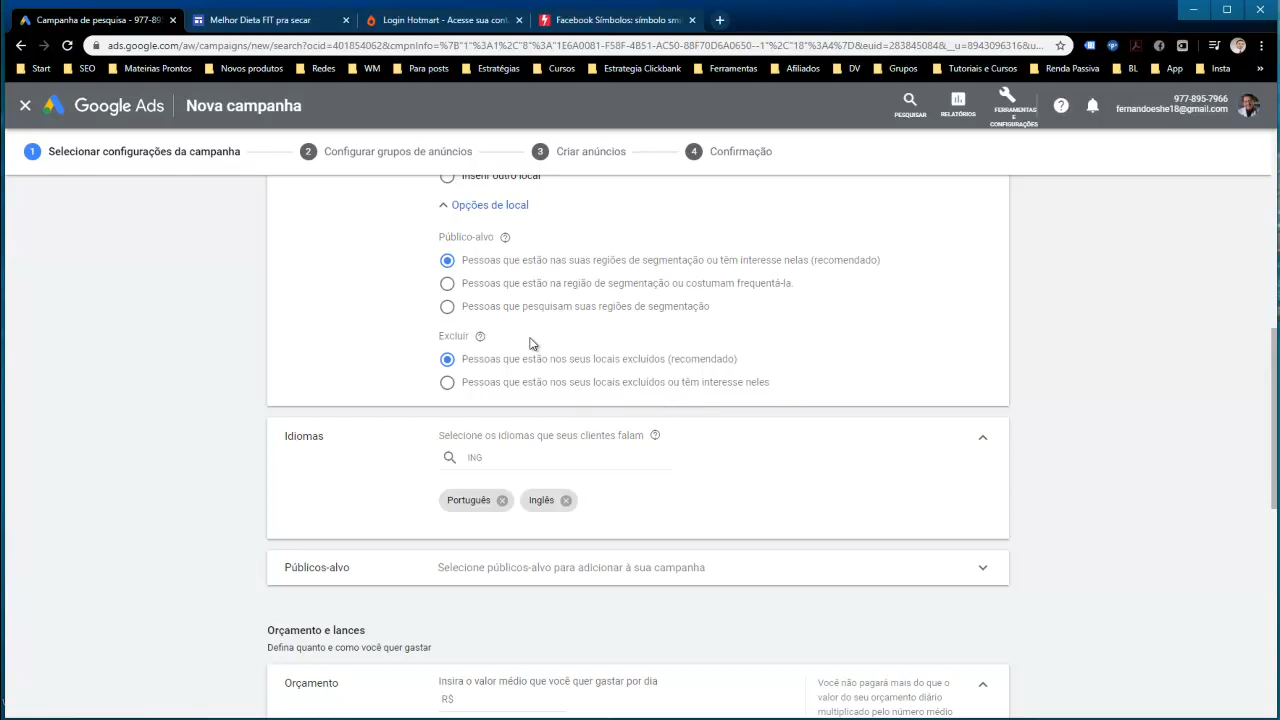 Campanha de pesquisa - 977-89
Melhor Dieta FIT pra secar
Login Hotmart - Acesse sua con
Facebook Símbolos: símbolo sm
ads.google.com/aw/campaigns/new/search?ocid=401854062&cmpnInfo=%7B"1"%3A1%2C"8"%3A"1E6A0081-F58F-4B51-AC50-88F70D6A0650--1"%2C"18"%3A4%7D&euid=283845084&__u=8943096316&u...
Start
SEO
Mateirias Prontos
Novos produtos
Redes
WM
Para posts
Estratégias
Cursos
Estrategia Clickbank
Ferramentas
Afiliados
DV
Grupos
Tutoriais e Cursos
Renda Passiva
BL
App
Insta
Google Ads
Nova campanha
PESQUISAR
RELATÓRIOS
FERRAMENTAS
E
CONFIGURAÇÕES
977-895-7966
fernandoeshe18@gmail.com
1 Selecionar configurações da campanha
2 Configurar grupos de anúncios
3 Criar anúncios
4 Confirmação
Inserir outro local
Opções de local
Público-alvo
Pessoas que estão nas suas regiões de segmentação ou têm interesse nelas (recomendado)
Pessoas que estão na região de segmentação ou costumam frequentá-la.
Pessoas que pesquisam suas regiões de segmentação
Excluir
Pessoas que estão nos seus locais excluídos (recomendado)
Pessoas que estão nos seus locais excluídos ou têm interesse neles
Idiomas
Selecione os idiomas que seus clientes falam
ING
Português
Inglês
Públicos-alvo
Selecione públicos-alvo para adicionar à sua campanha
Orçamento e lances
Defina quanto e como você quer gastar
Orçamento
Insira o valor médio que você quer gastar por dia
R$
Você não pagará mais do que o
valor do seu orçamento diário
multiplicado pelo número médio